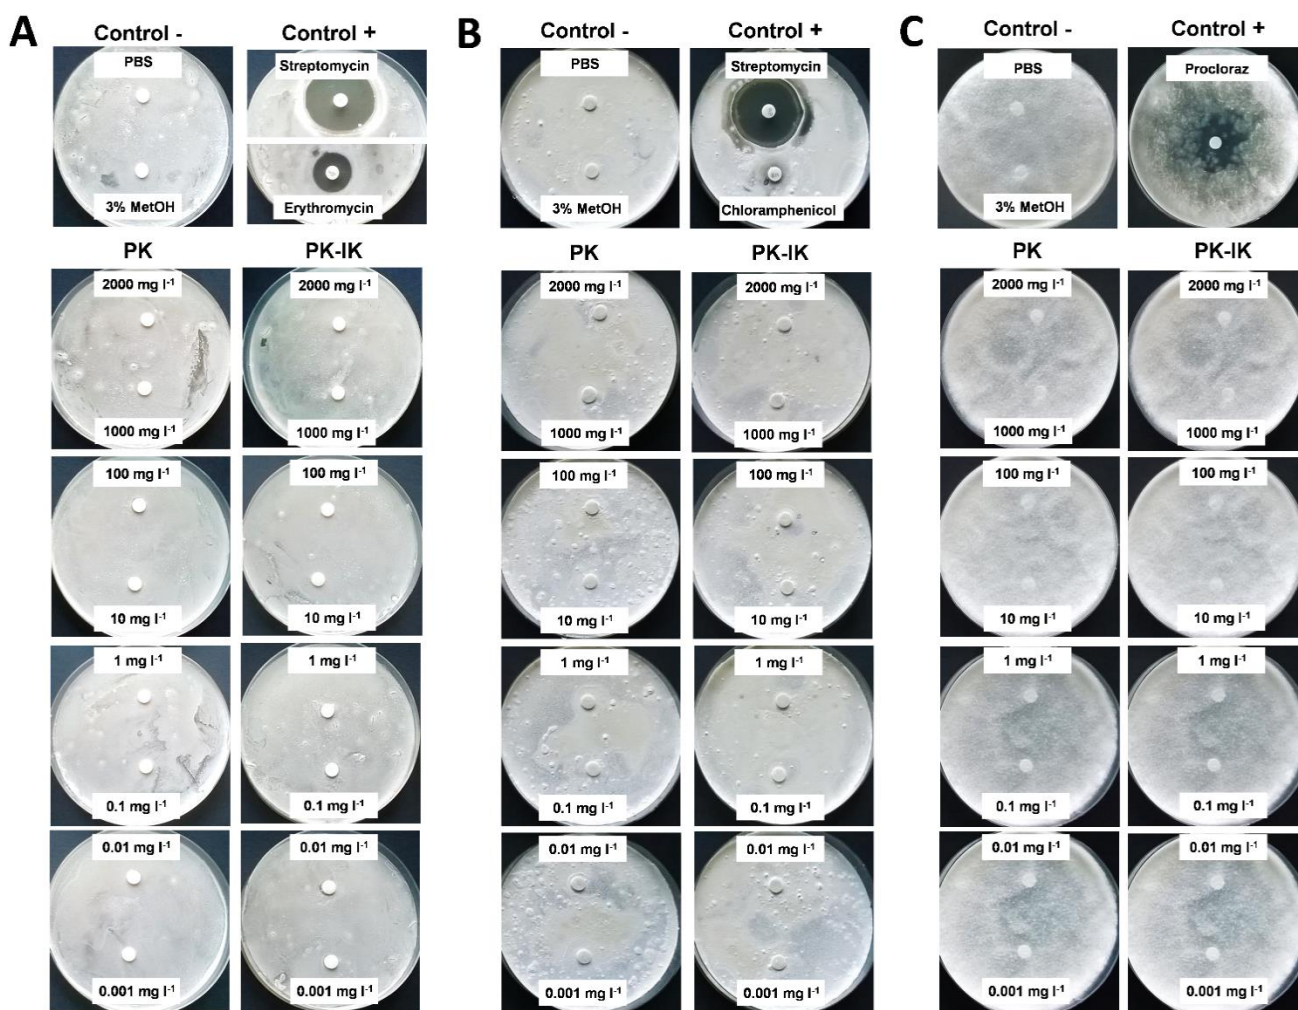 A
Control -
Control +
PBS
3% MetOH
Streptomycin
Erythromycin
PK
PK-IK
2000 mg l-1
1000 mg l-1
2000 mg l-1
1000 mg l-1
100 mg l-1
10 mg l-1
100 mg l-1
10 mg l-1
1 mg l-1
0.1 mg l-1
1 mg l-1
0.1 mg l-1
0.01 mg l-1
0.001 mg l-1
0.01 mg l-1
0.001 mg l-1
B
Control -
Control +
PBS
3% MetOH
Streptomycin
Chloramphenicol
PK
PK-IK
2000 mg l-1
1000 mg l-1
2000 mg l-1
1000 mg l-1
100 mg l-1
10 mg l-1
100 mg l-1
10 mg l-1
1 mg l-1
0.1 mg l-1
1 mg l-1
0.1 mg l-1
0.01 mg l-1
0.001 mg l-1
0.01 mg l-1
0.001 mg l-1
C
Control -
Control +
PBS
3% MetOH
Procloraz
PK
PK-IK
2000 mg l-1
1000 mg l-1
2000 mg l-1
1000 mg l-1
100 mg l-1
10 mg l-1
100 mg l-1
10 mg l-1
1 mg l-1
0.1 mg l-1
1 mg l-1
0.1 mg l-1
0.01 mg l-1
0.001 mg l-1
0.01 mg l-1
0.001 mg l-1